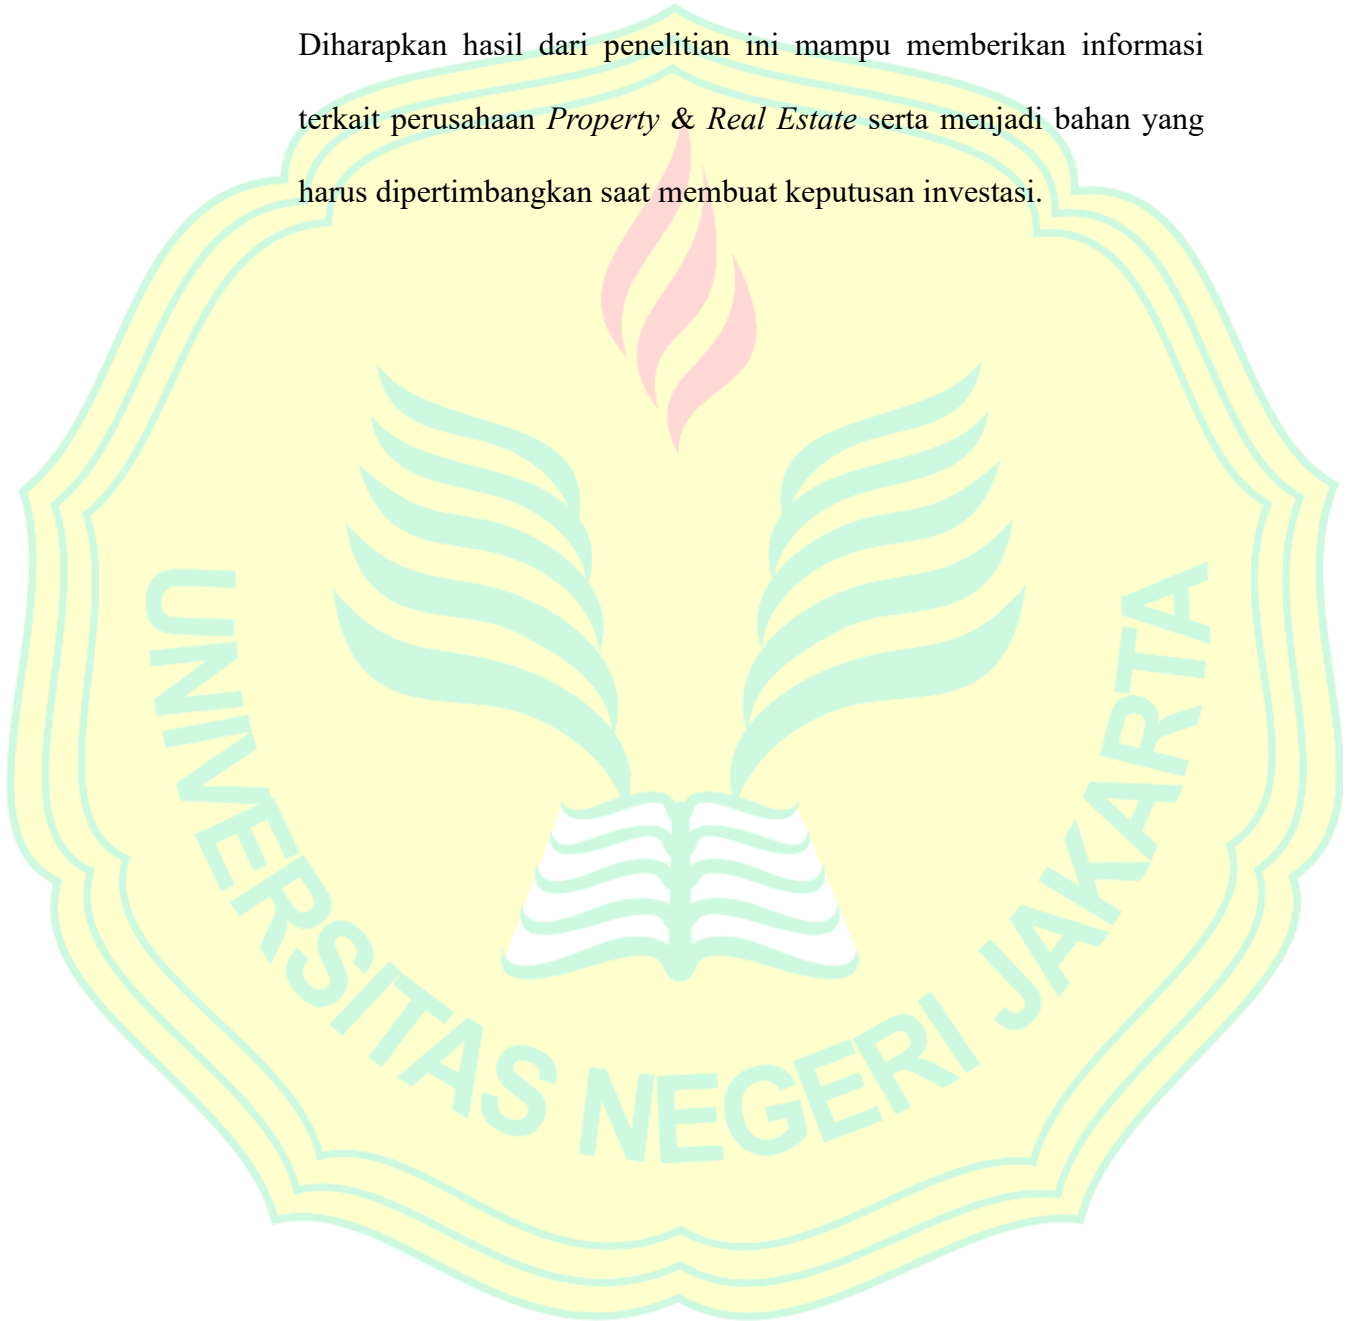 Diharapkan hasil dari penelitian ini mampu memberikan informasi
terkait perusahaan Property & Real Estate serta menjadi bahan yang
harus dipertimbangkan saat membuat keputusan investasi.
UNIVERSITAS NEGERI JAKARTA